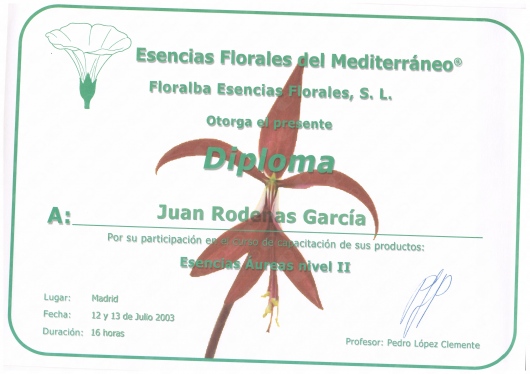 Esencias Florales del Mediterráneo®
Floralba Esencias Florales, S. L.
Otorga el presente
Diploma
A: Juan Rodenas García
Por su participación en el curso de capacitación de sus productos:
Esencias Áureas nivel II
Lugar: Madrid
Fecha: 12 y 13 de Julio 2003
Duración: 16 horas
Profesor: Pedro López Clemente